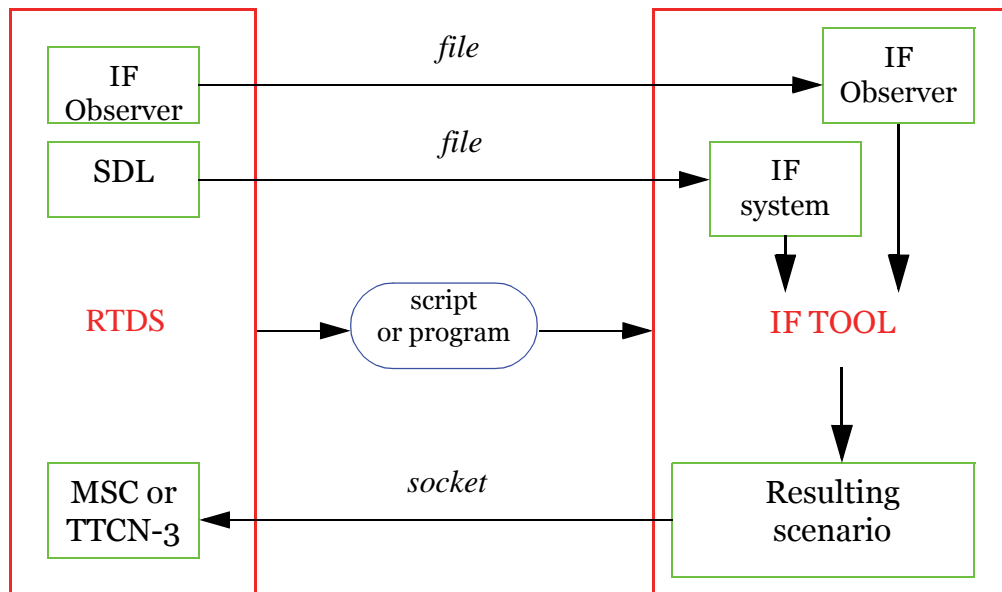 IF
Observer
file
IF
Observer
SDL
file
IF
system
RTDS
script
or program
IF TOOL
MSC or
TTCN-3
socket
Resulting
scenario